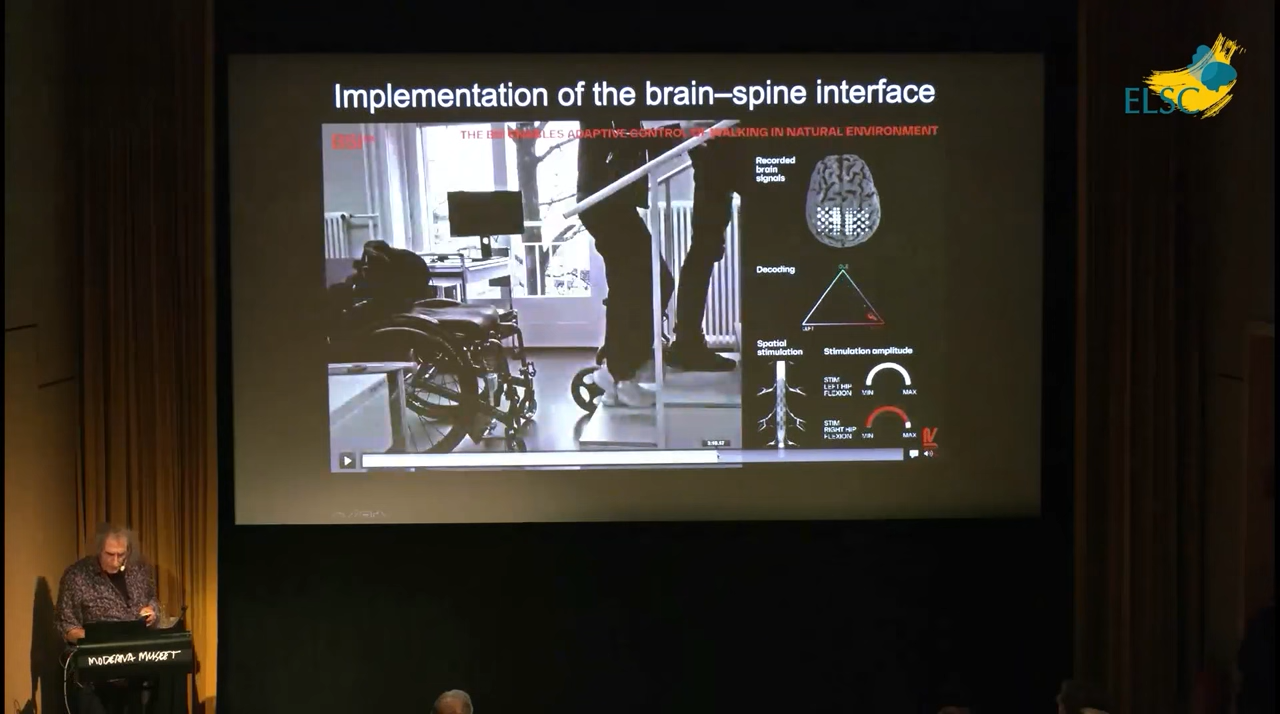 ELSC
Implementation of the brain–spine interface
THE BSI ENABLES ADAPTIVE CONTROL OF WALKING IN NATURAL ENVIRONMENT
Recorded
brain
signals
Decoding
LEFT
Spatial
stimulation
Stimulation amplitude
STIM
LEFT HIP
FLEXION
MIN
MAX
STIM
RIGHT HIP
FLEXION
MIN
MAX
MODERNA MUSEET